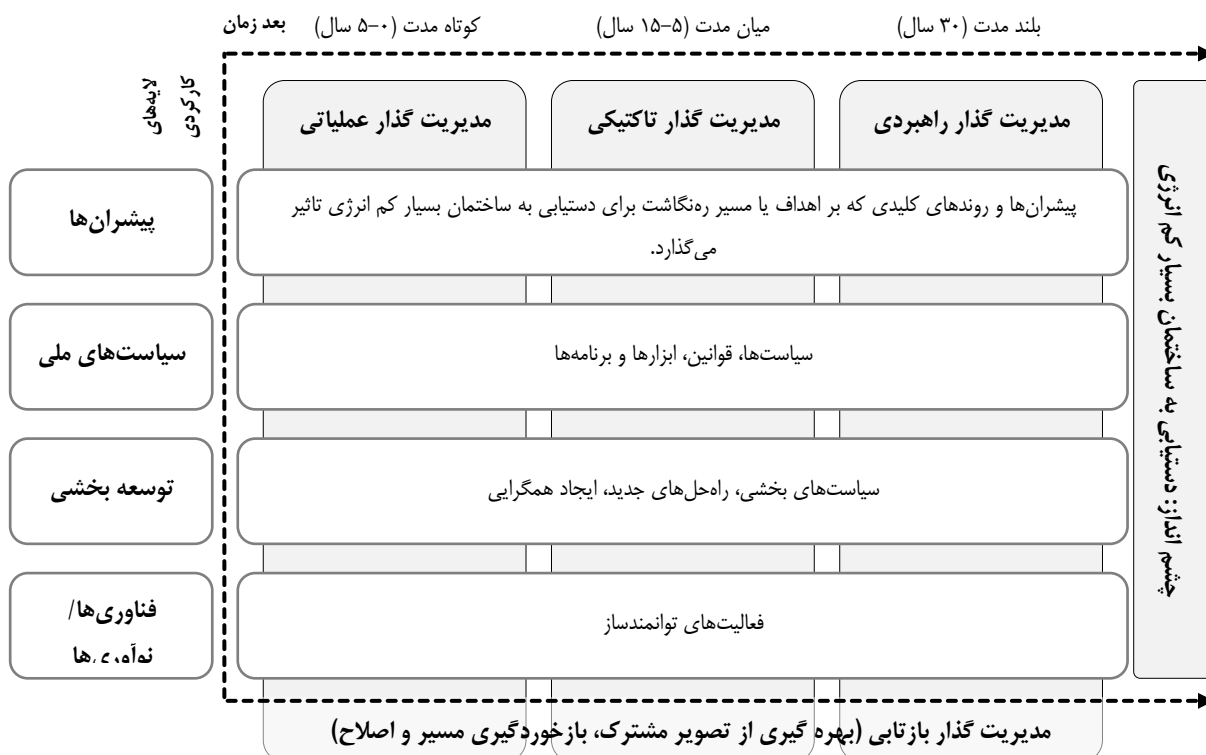 بعد زمان
کوتاه مدت (۰-۵ سال)
میان مدت (۵-۱۵ سال)
بلند مدت (۳۰ سال)
لایه‌های
کارکردی
مدیریت گذار عملیاتی
مدیریت گذار تاکتیکی
مدیریت گذار راهبردی
پیشران‌ها
پیشران‌ها و روندهای کلیدی که بر اهداف یا مسیر ره‌نگاشت برای دستیابی به ساختمان بسیار کم انرژی تاثیر
می‌گذارد.
سیاست‌های ملی
سیاست‌ها، قوانین، ابزارها و برنامه‌ها
توسعه بخشی
سیاست‌های بخشی، راه‌حل‌های جدید، ایجاد همگرایی
فناوری‌ها/
نوآوری‌ها
فعالیت‌های توانمندساز
چشم انداز: دستیابی به ساختمان بسیار کم انرژی
مدیریت گذار بازتابی (بهره گیری از تصویر مشترک، بازخوردگیری مسیر و اصلاح)